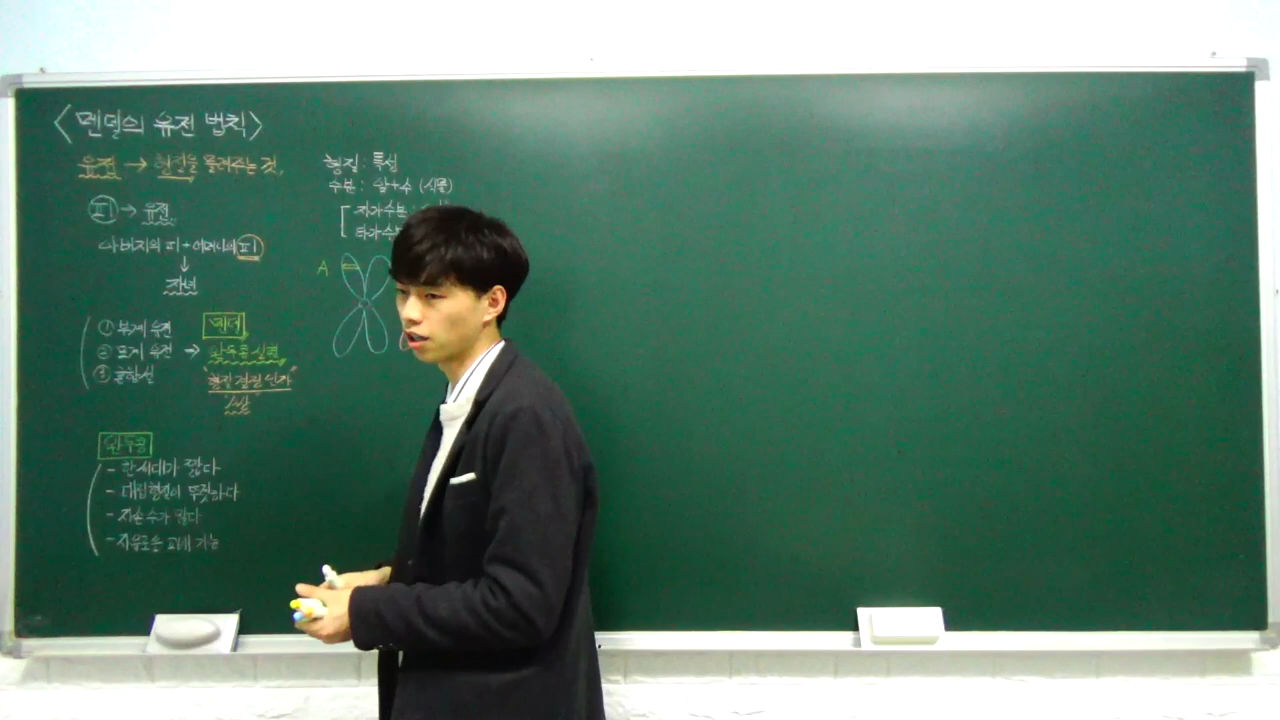 <멘델의 유전 법칙>
유전 → 형질을 물려주는 것.
피 → 유전
아버지의 피 + 어머니의 피
↓
자녀
① 부계 유전
② 모계 유전 →
③ 혼합설
멘델
완두콩 실험
"형질 결정 인자"
완두콩
- 한 세대가 짧다
- 대립형질이 뚜렷하다
- 자손 수가 많다
- 자유로운 교배 가능
형질 : 특성
수분 : 암+수 (식물)
자가수분 :
타가수분
A